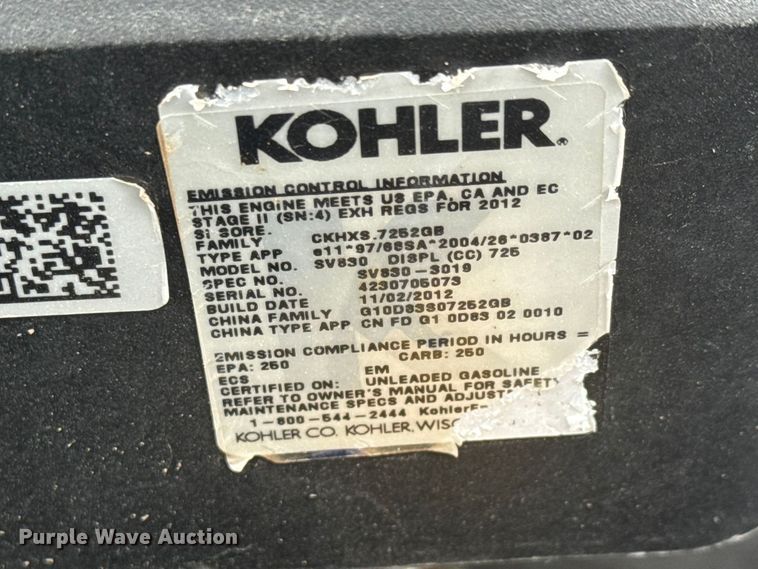 KOHLER.
EMISSION CONTROL INFORMATION
THIS ENGINE MEETS US EPA, CA AND EC
STAGE II (SN:4) EXH REGS FOR 2012
SI SORE.
FAMILY CKHXS.7252GB
TYPE APP e11*97/68SA*2004/26*0387*02
MODEL NO. SV830 DISPL (CC) 725
SPEC NO. SV830-3019
SERIAL NO. 4230705073
BUILD DATE 11/02/2012
CHINA FAMILY G10D83S07252GB
CHINA TYPE APP CN FD G1 0D83 02 0010
EMISSION COMPLIANCE PERIOD IN HOURS =
EPA: 250 CARB: 250
ECS EM
CERTIFIED ON: UNLEADED GASOLINE
REFER TO OWNER'S MANUAL FOR SAFETY
MAINTENANCE SPECS AND
1-800-544-2444
KOHLER CO. KOHLER,
Purple Wave Auction